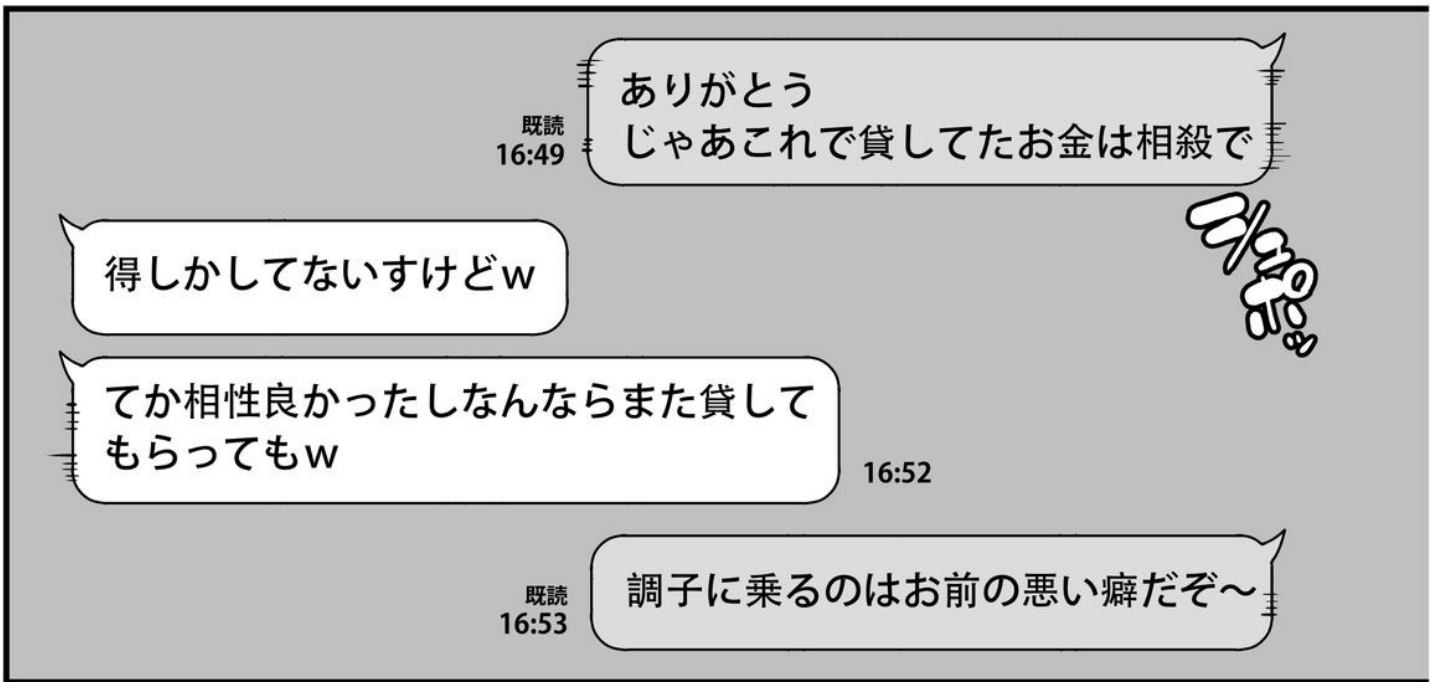 ありがとう
じゃあこれで貸してたお金は相殺で
既読
16:49
得しかしてないすけどw
てか相性良かったしなんならまた貸して
もらってもw
16:52
調子に乗るのはお前の悪い癖だぞ～
既読
16:53